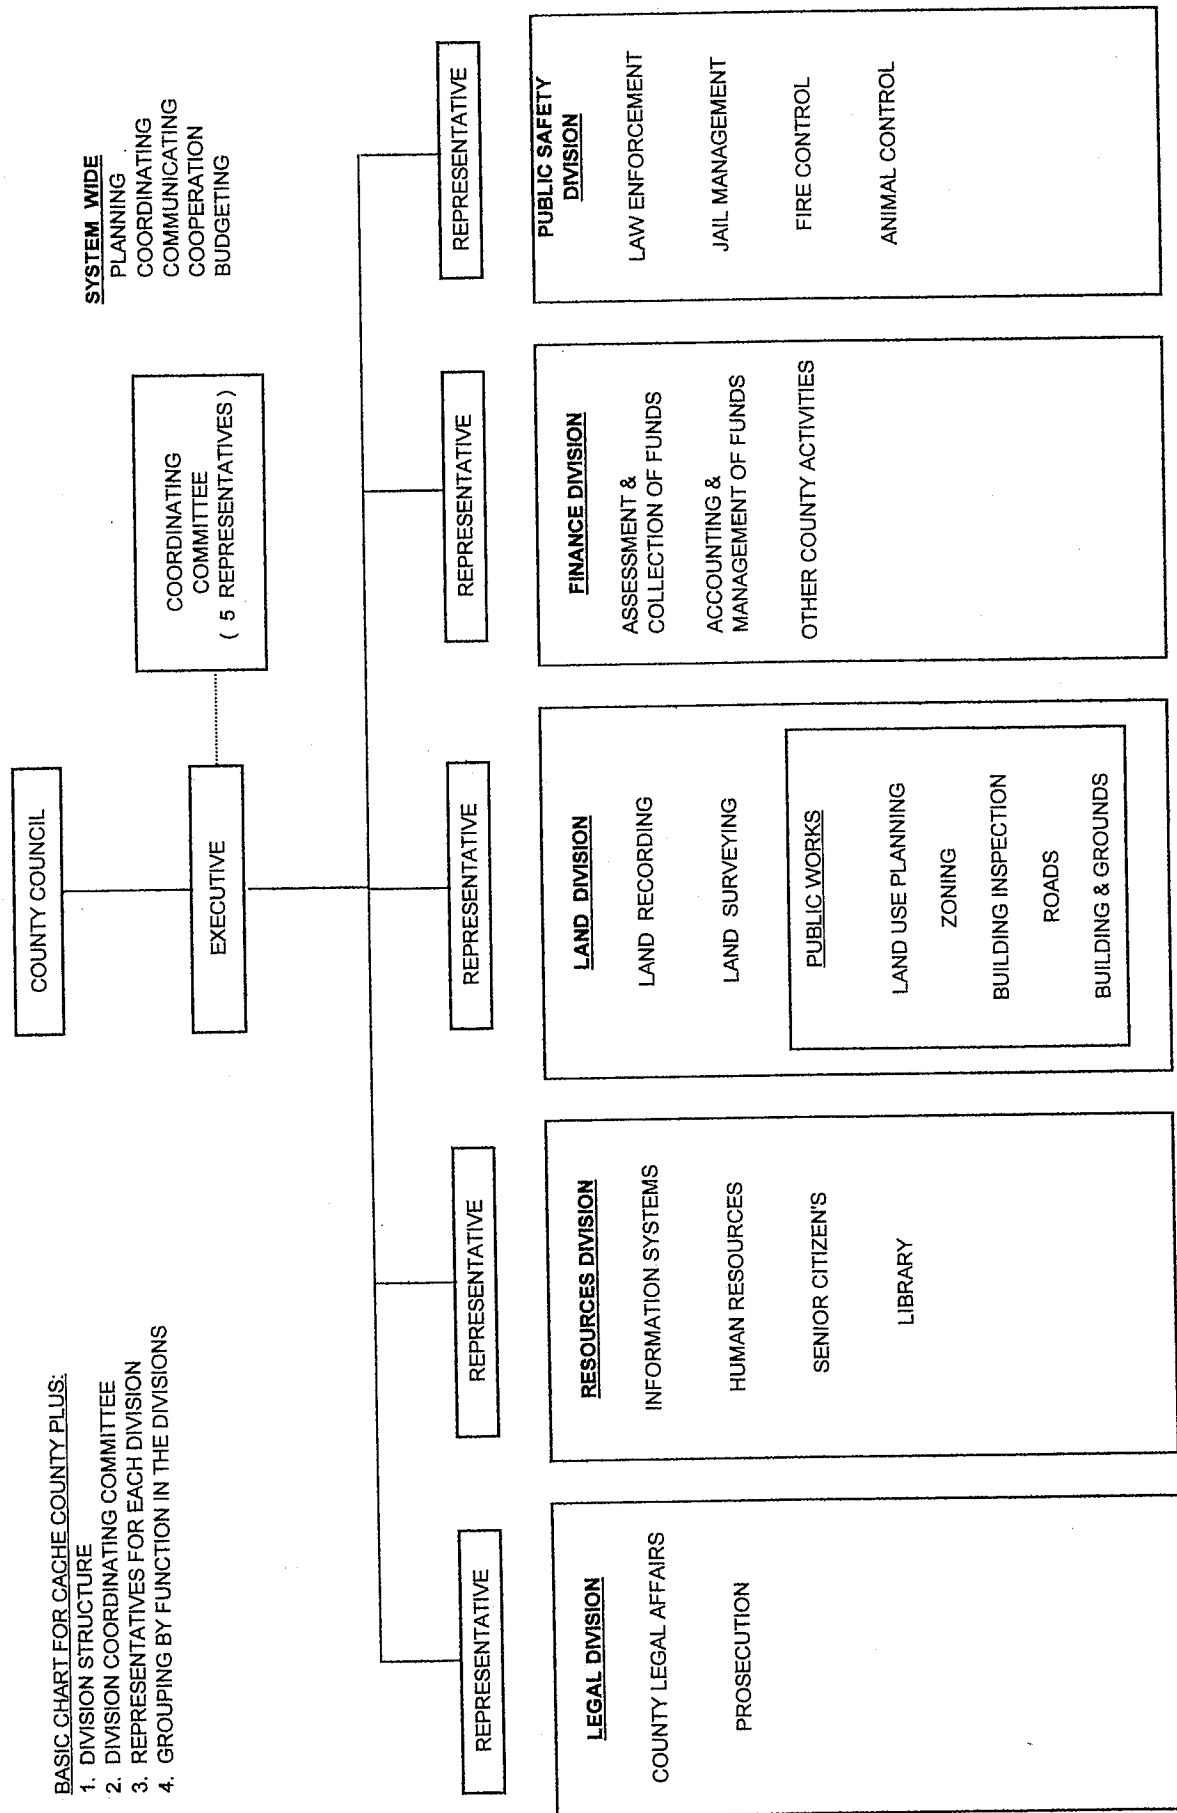 BASIC CHART FOR CACHE COUNTY PLUS:
1. DIVISION STRUCTURE
2. DIVISION COORDINATING COMMITTEE
3. REPRESENTATIVES FOR EACH DIVISION
4. GROUPING BY FUNCTION IN THE DIVISIONS
COUNTY COUNCIL
EXECUTIVE
COORDINATING
COMMITTEE
( 5 REPRESENTATIVES )
SYSTEM WIDE
PLANNING
COORDINATING
COMMUNICATING
COOPERATION
BUDGETING
REPRESENTATIVE
REPRESENTATIVE
REPRESENTATIVE
REPRESENTATIVE
REPRESENTATIVE
LEGAL DIVISION
COUNTY LEGAL AFFAIRS
PROSECUTION
RESOURCES DIVISION
INFORMATION SYSTEMS
HUMAN RESOURCES
SENIOR CITIZEN'S
LIBRARY
LAND DIVISION
LAND RECORDING
LAND SURVEYING
PUBLIC WORKS
LAND USE PLANNING
ZONING
BUILDING INSPECTION
ROADS
BUILDING & GROUNDS
FINANCE DIVISION
ASSESSMENT &
COLLECTION OF FUNDS
ACCOUNTING &
MANAGEMENT OF FUNDS
OTHER COUNTY ACTIVITIES
PUBLIC SAFETY
DIVISION
LAW ENFORCEMENT
JAIL MANAGEMENT
FIRE CONTROL
ANIMAL CONTROL